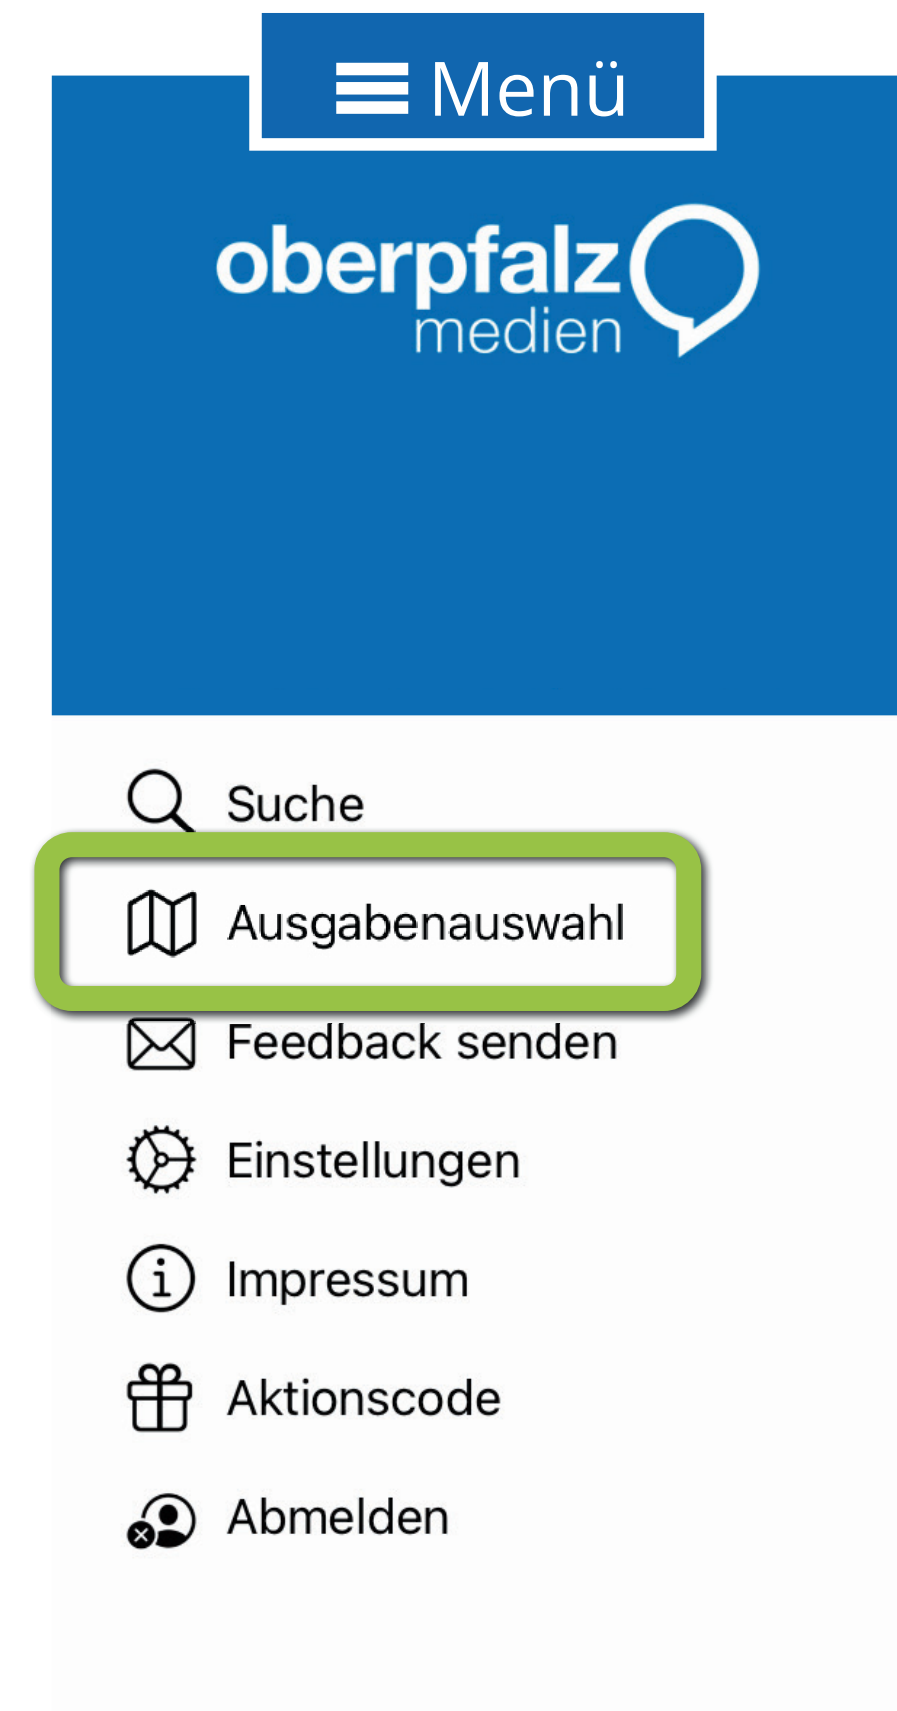 Menü
oberpfalz
medien
Suche
Ausgabenauswahl
Feedback senden
Einstellungen
Impressum
Aktionscode
Abmelden